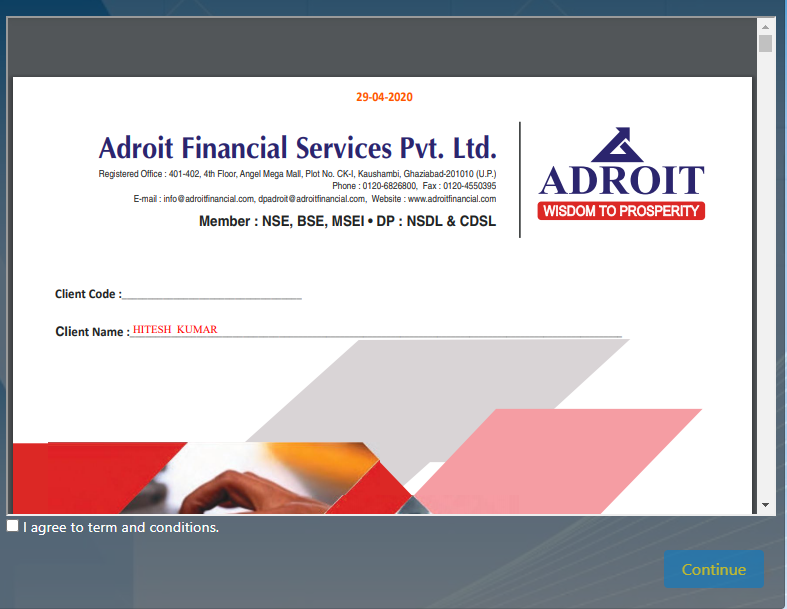 29-04-2020
Adroit Financial Services Pvt. Ltd.
Registered Office : 401-402, 4th Floor, Angel Mega Mall, Plot No. CK-I, Kaushambi, Ghaziabad-201010 (U.P.)
Phone : 0120-6826800, Fax : 0120-4550395
E-mail : info@adroitfinancial.com, dpadroit@adroitfinancial.com, Website : www.adroitfinancial.com
Member : NSE, BSE, MSEI • DP : NSDL & CDSL
ADROIT
WISDOM TO PROSPERITY
Client Code :
Client Name : HITESH KUMAR
I agree to term and conditions.
Continue